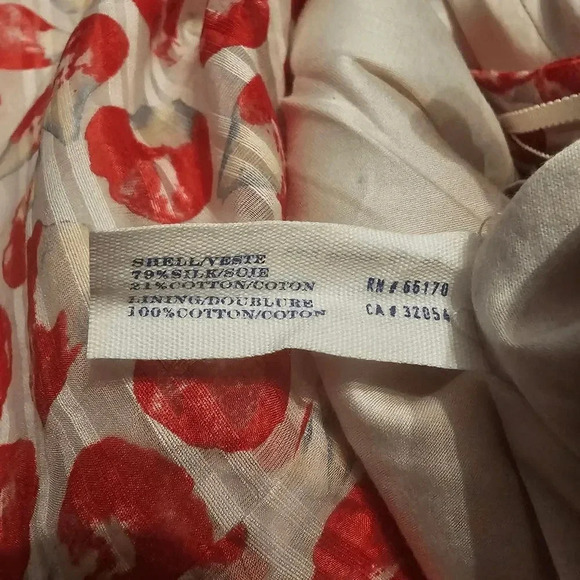 SHELL/VESTE
79%SILK/SOIE
21%COTTON/COTON
LINING/DOUBLURE
100%COTTON/COTON
RN # 66170
CA # 32054